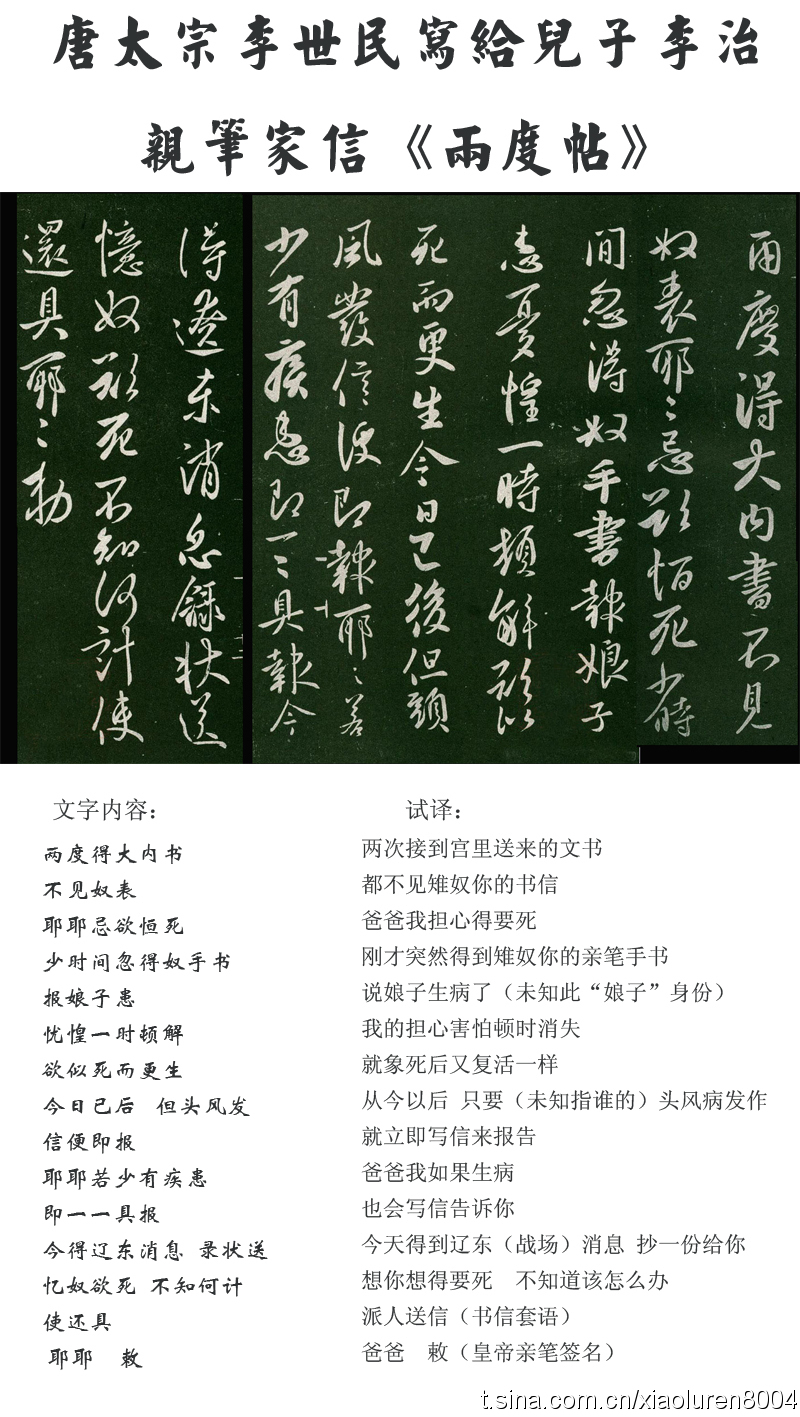 唐太宗李世民寫給兒子李治
親筆家信《兩度帖》
兩度得大内書不見
奴表耶〻忌欲恒死少時
間忽得奴手書報娘子
患憂惶一時頓解欲似
死而更生今日已後但頭
風發信便即報耶〻若
少有疾患即一〻具報今
得遼東消息錄狀送
憶奴欲死不知何計使
還具耶〻勅
文字内容：
两度得大内书
不见奴表
耶耶忌欲恒死
少时间忽得奴手书
报娘子患
忧惶一时顿解
欲似死而更生
今日已后 但头风发
信便即报
耶耶若少有疾患
即一一具报
今得辽东消息 录状送
忆奴欲死 不知何计
使还具
耶耶 敕
试译：
两次接到宫里送来的文书
都不见雉奴你的书信
爸爸我担心得要死
刚才突然得到雉奴你的亲笔手书
说娘子生病了（未知此“娘子”身份）
我的担心害怕顿时消失
就象死后又复活一样
从今以后 只要（未知指谁的）头风病发作
就立即写信来报告
爸爸我如果生病
也会写信告诉你
今天得到辽东（战场）消息 抄一份给你
想你想得要死 不知道该怎么办
派人送信（书信套语）
爸爸 敕（皇帝亲笔签名）
t.sina.com.cn/xiaoluren8004